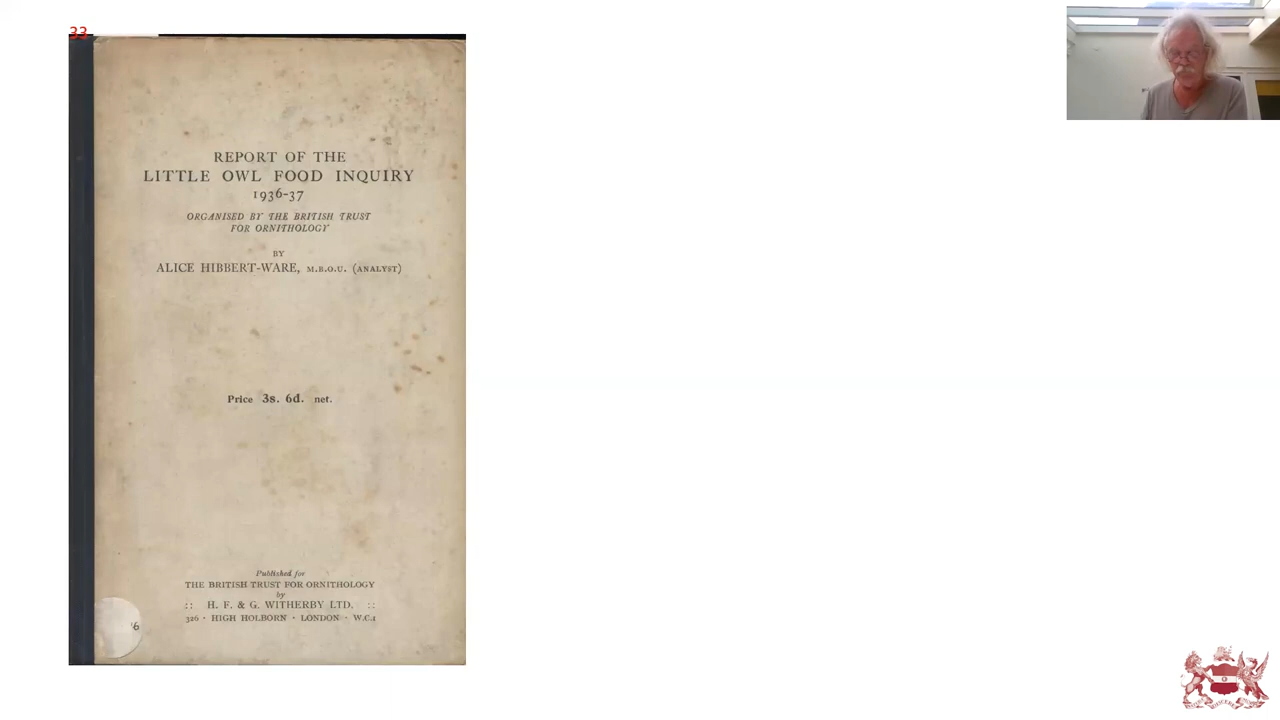 33
REPORT OF THE
LITTLE OWL FOOD INQUIRY
1936-37
ORGANISED BY THE BRITISH TRUST
FOR ORNITHOLOGY
BY
ALICE HIBBERT-WARE, M.B.O.U. (ANALYST)
Price 3s. 6d. net.
Published for
THE BRITISH TRUST FOR ORNITHOLOGY
by
:: H. F. & G. WITHERBY LTD. ::
326 · HIGH HOLBORN · LONDON · W.C.1
6